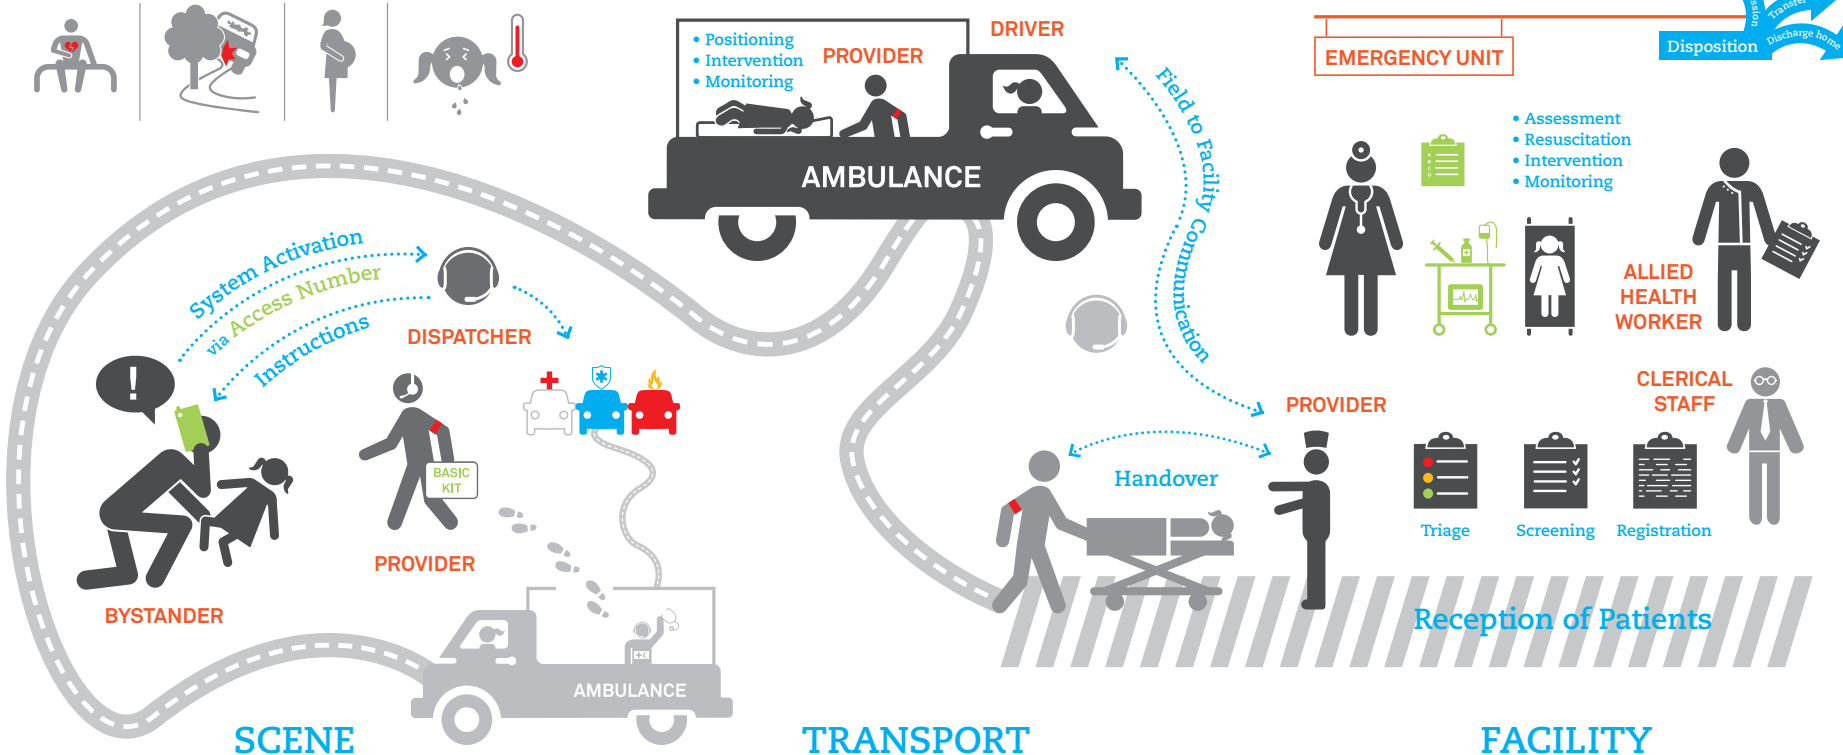 • Positioning
• Intervention
• Monitoring
PROVIDER
DRIVER
AMBULANCE
Field to Facility Communication
EMERGENCY UNIT
Disposition
Transfer
Discharge home
• Assessment
• Resuscitation
• Intervention
• Monitoring
ALLIED
HEALTH
WORKER
CLERICAL
STAFF
System Activation
via Access Number
Instructions
DISPATCHER
!
BASIC
KIT
PROVIDER
BYSTANDER
AMBULANCE
Handover
PROVIDER
Triage
Screening
Registration
Reception of Patients
SCENE
TRANSPORT
FACILITY